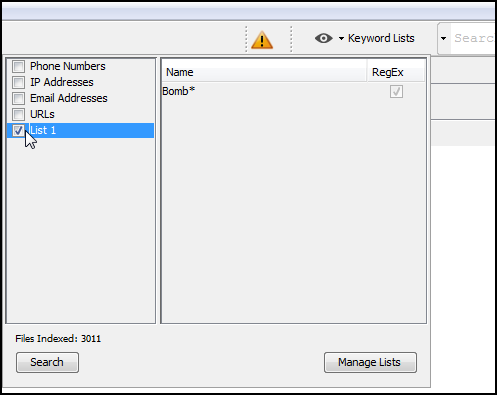 Keyword Lists
Searc
Phone Numbers
IP Addresses
Email Addresses
URLs
List 1
Name RegEx
Bomb*
Files Indexed: 3011
Search
Manage Lists